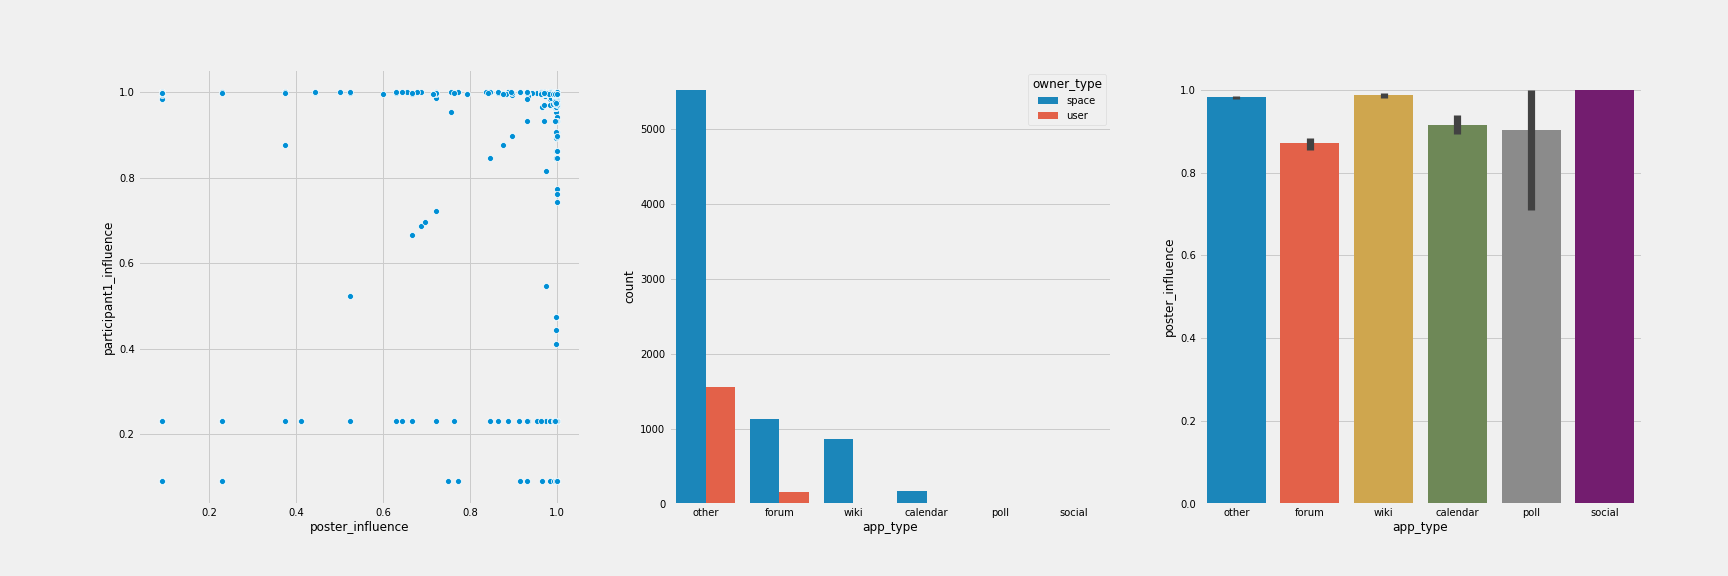 1.0
0.8
0.6
0.4
0.2
participant1_influence
0.2 0.4 0.6 0.8 1.0
poster_influence
owner_type
space
user
5000
4000
3000
2000
1000
0
count
other forum wiki calendar poll social
app_type
1.0
0.8
0.6
0.4
0.2
0.0
poster_influence
other forum wiki calendar poll social
app_type